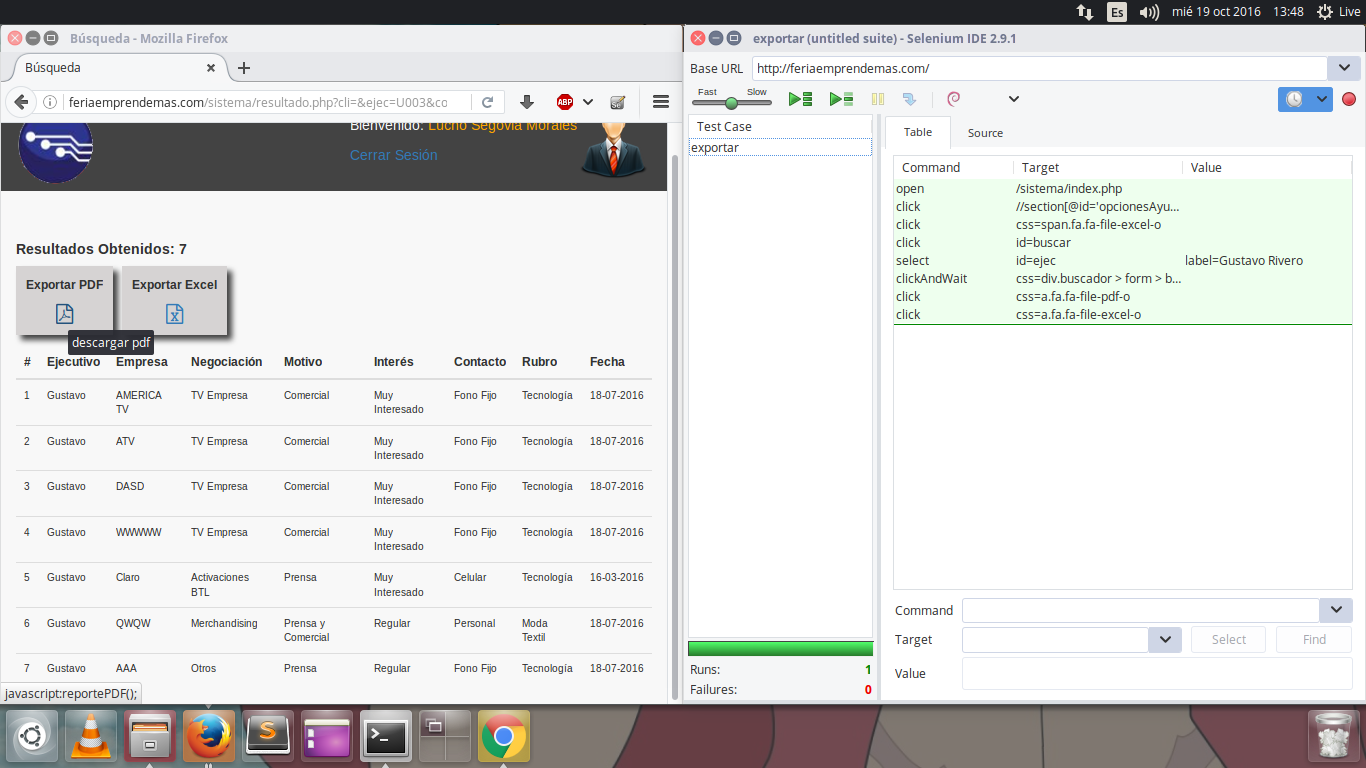 Es
mié 19 oct 2016
13:48
Live
Búsqueda - Mozilla Firefox
Búsqueda
feriaemprendemas.com/sistema/resultado.php?cli=&ejec=U003&co
ABP
Bienvenido: Lucho Segovia Morales
Cerrar Sesión
Resultados Obtenidos: 7
Exportar PDF
Exportar Excel
descargar pdf
# Ejecutivo Empresa Negociación Motivo Interés Contacto Rubro Fecha
1 Gustavo AMERICA TV Empresa Comercial Muy Fono Fijo Tecnología 18-07-2016
TV Interesado
2 Gustavo ATV TV Empresa Comercial Muy Fono Fijo Tecnología 18-07-2016
Interesado
3 Gustavo DASD TV Empresa Comercial Muy Fono Fijo Tecnología 18-07-2016
Interesado
4 Gustavo WWWWW TV Empresa Comercial Muy Fono Fijo Tecnología 18-07-2016
Interesado
5 Gustavo Claro Activaciones Prensa Muy Celular Tecnología 16-03-2016
BTL Interesado
6 Gustavo QWQW Merchandising Prensa y Regular Personal Moda 18-07-2016
Comercial Textil
7 Gustavo AAA Otros Prensa Regular Fono Fijo Tecnología 18-07-2016
javascript:reportePDF();
exportar (untitled suite) - Selenium IDE 2.9.1
Base URL http://feriaemprendemas.com/
Fast Slow
Test Case
exportar
Table Source
Command Target Value
open /sistema/index.php
click //section[@id='opcionesAyu...
click css=span.fa.fa-file-excel-o
click id=buscar
select id=ejec label=Gustavo Rivero
clickAndWait css=div.buscador > form > b...
click css=a.fa.fa-file-pdf-o
click css=a.fa.fa-file-excel-o
Command
Target Select Find
Value
Runs: 1
Failures: 0